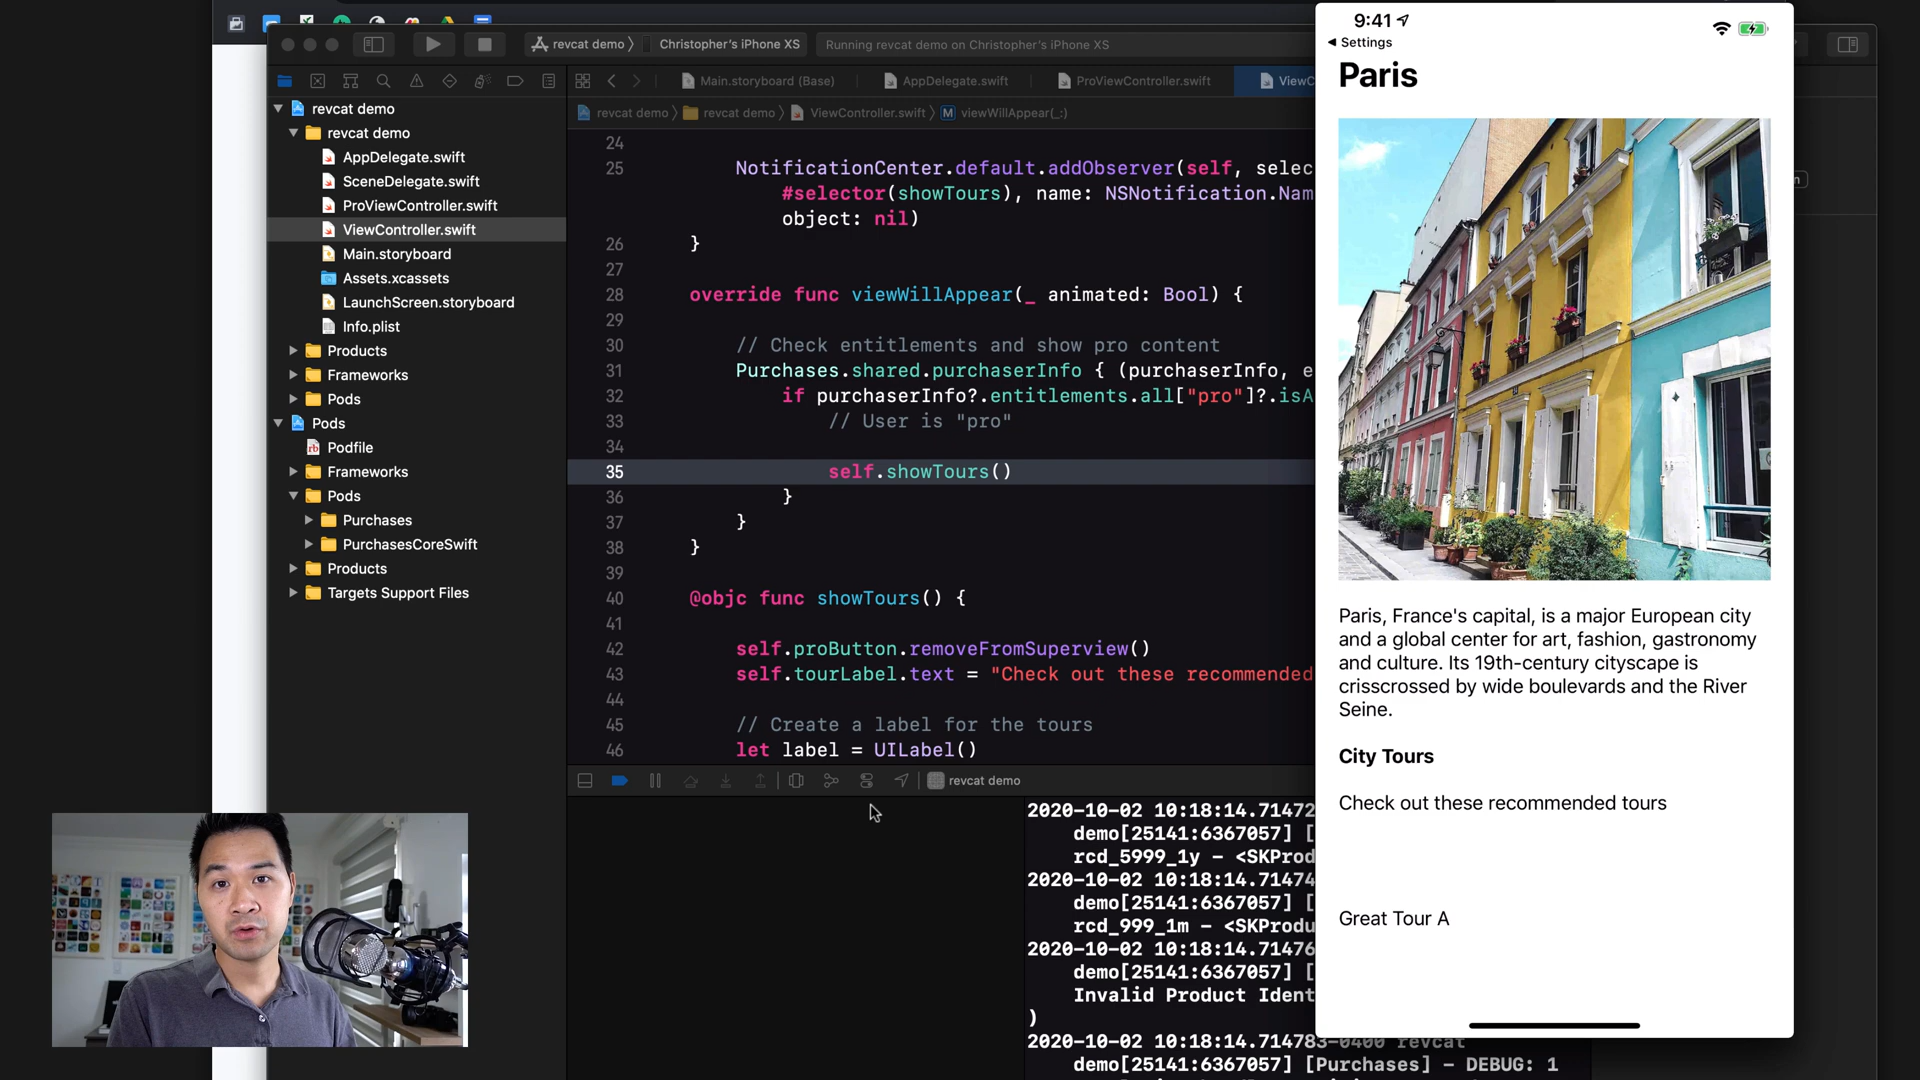 revcat demo
Christopher's iPhone XS
Running revcat demo on Christopher's iPhone XS
Main.storyboard (Base)
AppDelegate.swift
ProViewController.swift
ViewC
revcat demo
revcat demo
ViewController.swift
M
viewWillAppear(_:)
revcat demo
revcat demo
AppDelegate.swift
SceneDelegate.swift
ProViewController.swift
ViewController.swift
Main.storyboard
Assets.xcassets
LaunchScreen.storyboard
Info.plist
Products
Frameworks
Pods
Pods
Podfile
Frameworks
Pods
Purchases
PurchasesCoreSwift
Products
Targets Support Files
24
25 NotificationCenter.default.addObserver(self, selec
#selector(showTours), name: NSNotification.Nam
object: nil)
26 }
27
28 override func viewWillAppear(_ animated: Bool) {
29
30 // Check entitlements and show pro content
31 Purchases.shared.purchaserInfo { (purchaserInfo, e
32 if purchaserInfo?.entitlements.all["pro"]?.isA
33 // User is "pro"
34
35 self.showTours()
36 }
37 }
38 }
39
40 @objc func showTours() {
41
42 self.proButton.removeFromSuperview()
43 self.tourLabel.text = "Check out these recommended
44
45 // Create a label for the tours
46 let label = UILabel()
revcat demo
2020-10-02 10:18:14.71472
demo[25141:6367057] [
rcd_5999_1y - <SKProd
2020-10-02 10:18:14.71474
demo[25141:6367057] [
rcd_999_1m - <SKProdu
2020-10-02 10:18:14.71476
demo[25141:6367057] [
Invalid Product Ident
)
2020-10-02 10:18:14.714783-0400 revcat
demo[25141:6367057] [Purchases] - DEBUG: 1
9:41
Settings
Paris
Paris, France's capital, is a major European city
and a global center for art, fashion, gastronomy
and culture. Its 19th-century cityscape is
crisscrossed by wide boulevards and the River
Seine.
City Tours
Check out these recommended tours
Great Tour A
n